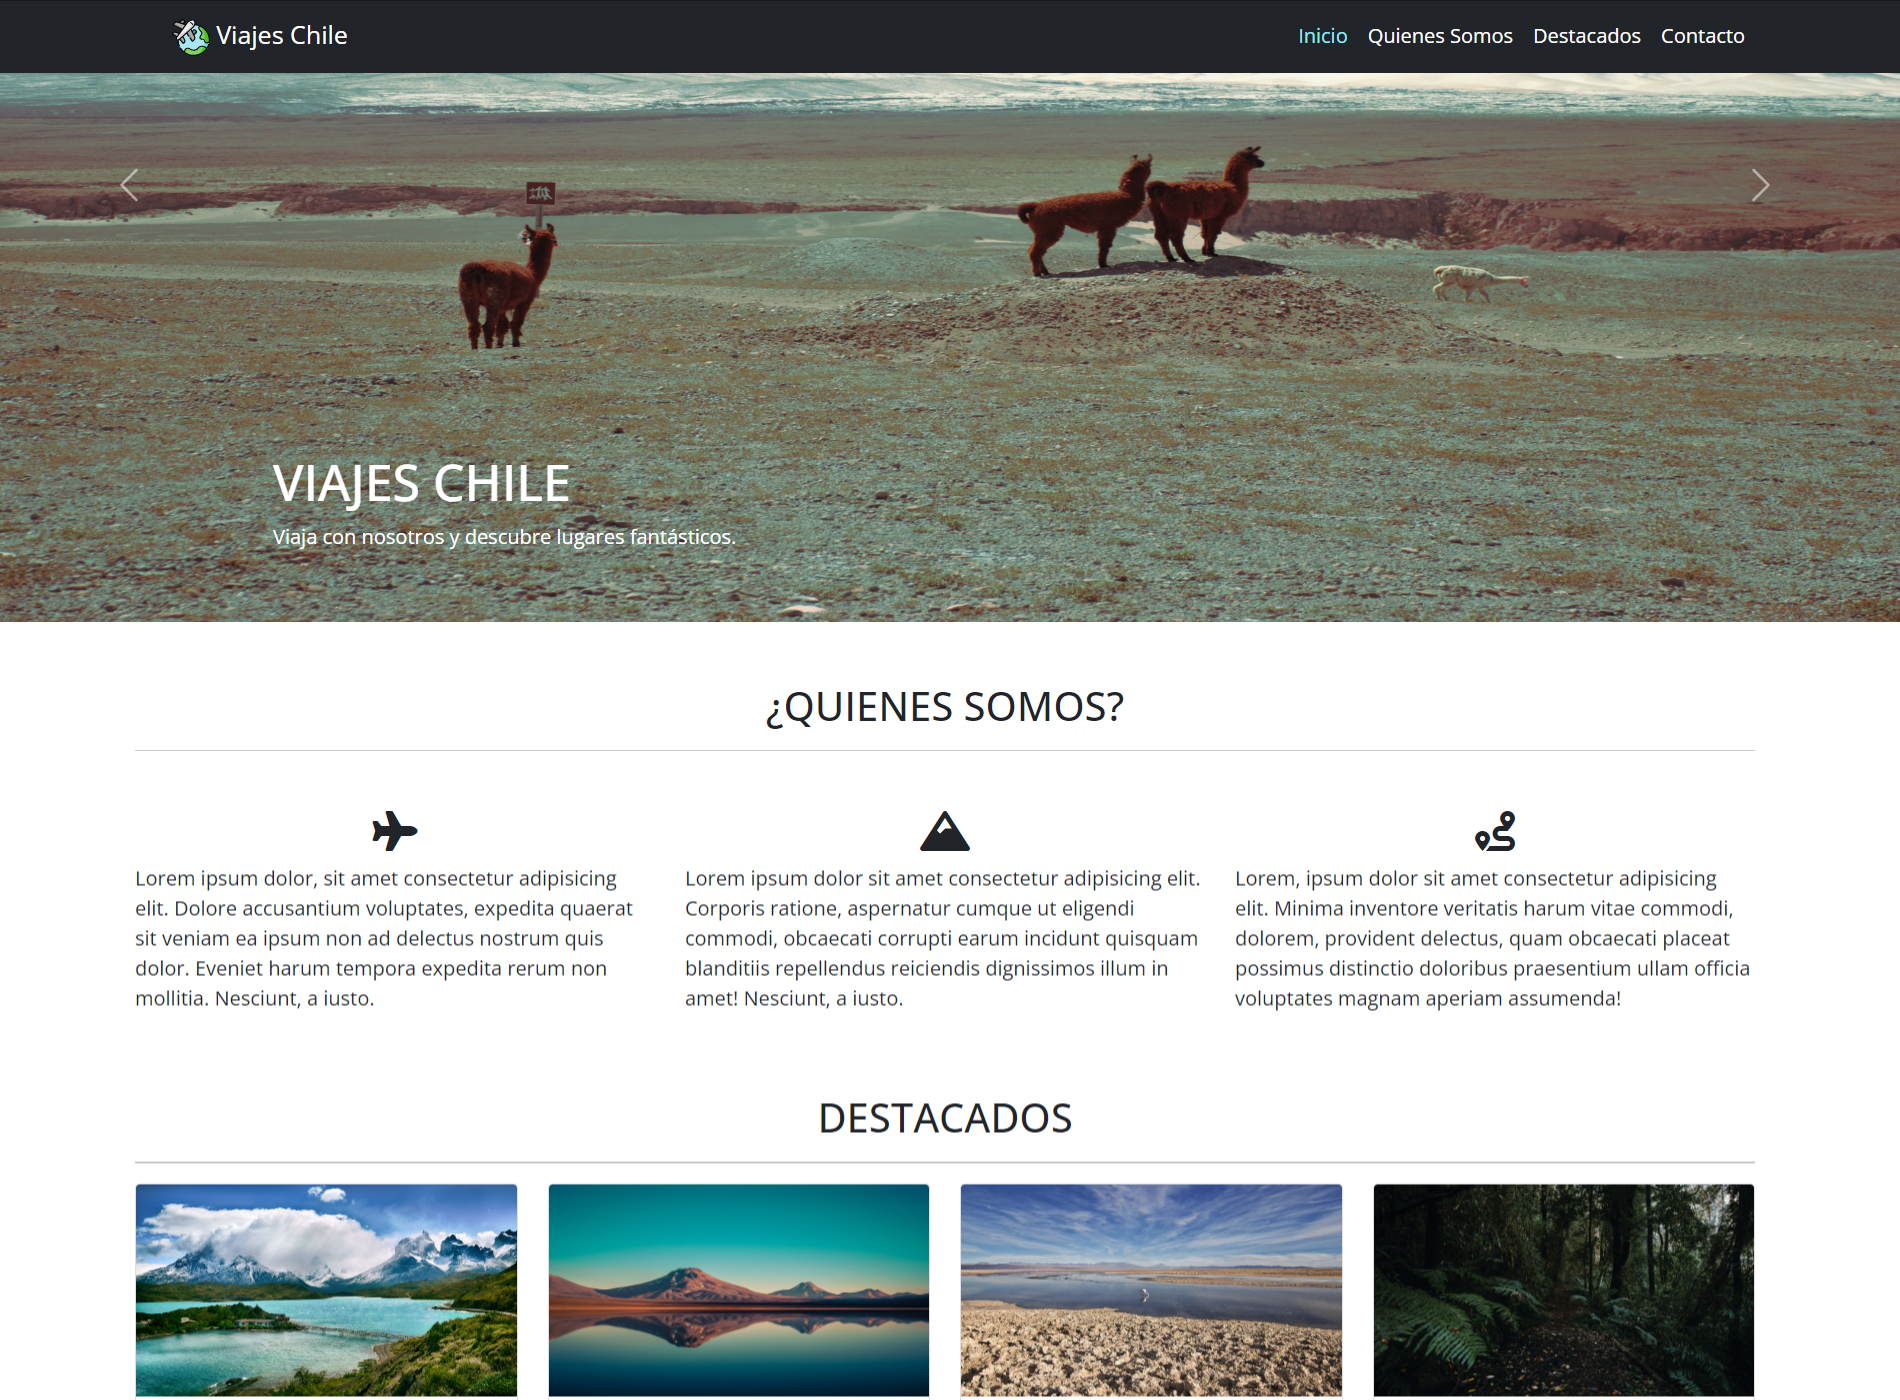 Viajes Chile
Inicio Quienes Somos Destacados Contacto
VIAJES CHILE
Viaja con nosotros y descubre lugares fantásticos.
¿QUIENES SOMOS?
Lorem ipsum dolor, sit amet consectetur adipisicing
elit. Dolore accusantium voluptates, expedita quaerat
sit veniam ea ipsum non ad delectus nostrum quis
dolor. Eveniet harum tempora expedita rerum non
mollitia. Nesciunt, a iusto.
Lorem ipsum dolor sit amet consectetur adipisicing elit.
Corporis ratione, aspernatur cumque ut eligendi
commodi, obcaecati corrupti earum incidunt quisquam
blanditiis repellendus reiciendis dignissimos illum in
amet! Nesciunt, a iusto.
Lorem, ipsum dolor sit amet consectetur adipisicing
elit. Minima inventore veritatis harum vitae commodi,
dolorem, provident delectus, quam obcaecati placeat
possimus distinctio doloribus praesentium ullam officia
voluptates magnam aperiam assumenda!
DESTACADOS